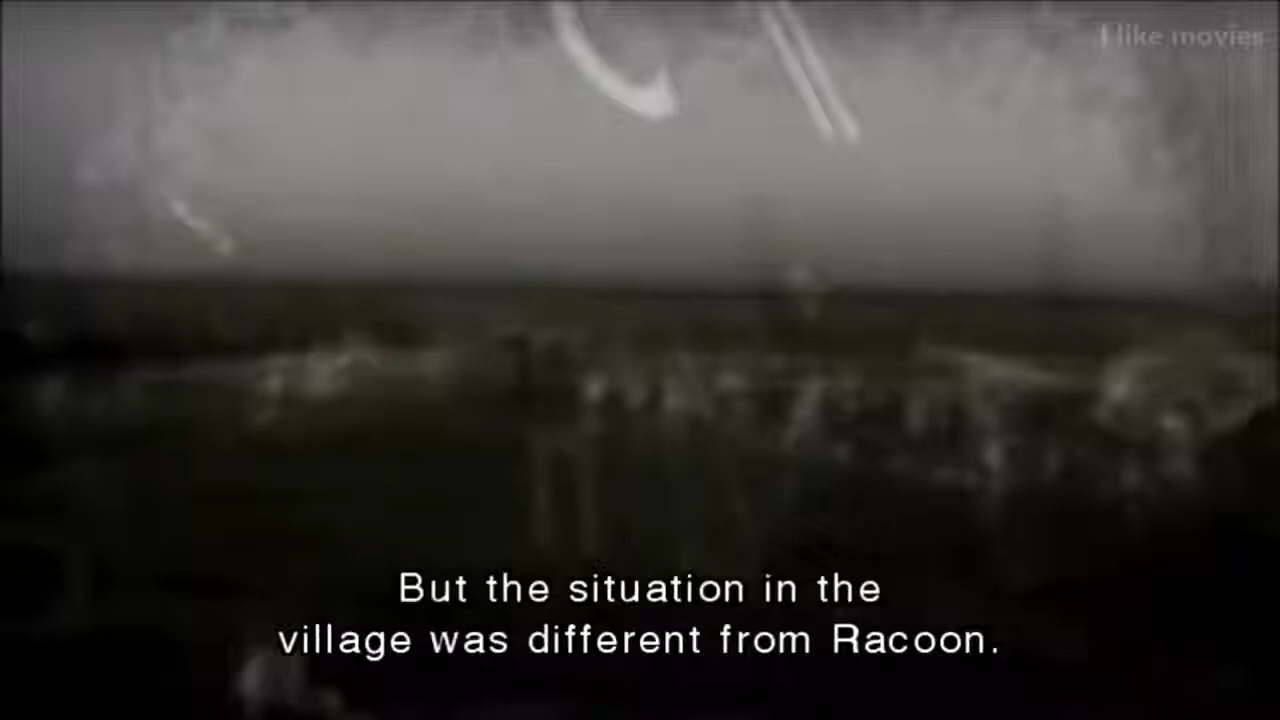 I like movies
But the situation in the
village was different from Racoon.